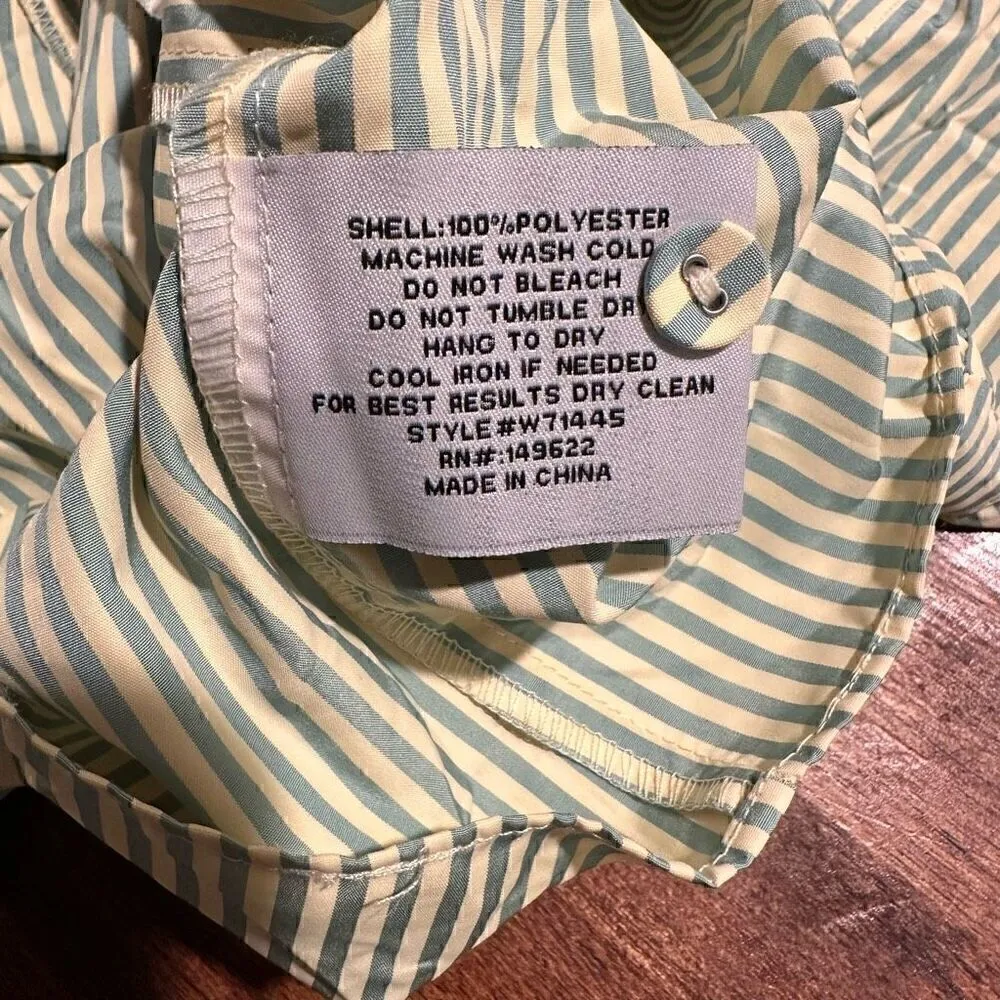 SHELL:100%POLYESTER
MACHINE WASH COLD
DO NOT BLEACH
DO NOT TUMBLE DR
HANG TO DRY
COOL IRON IF NEEDED
FOR BEST RESULTS DRY CLEAN
STYLE#W71445
RN#:149622
MADE IN CHINA